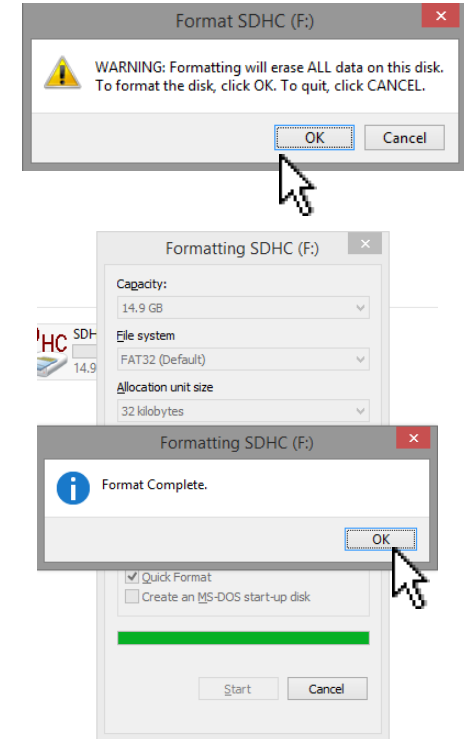 Format SDHC (F:)
WARNING: Formatting will erase ALL data on this disk.
To format the disk, click OK. To quit, click CANCEL.
OK Cancel
Formatting SDHC (F:)
Capacity:
14.9 GB
HC SDH
File system
14.9
FAT32 (Default)
Allocation unit size
32 kilobytes
Formatting SDHC (F:)
Format Complete.
OK
Quick Format
Create an MS-DOS start-up disk
Start Cancel